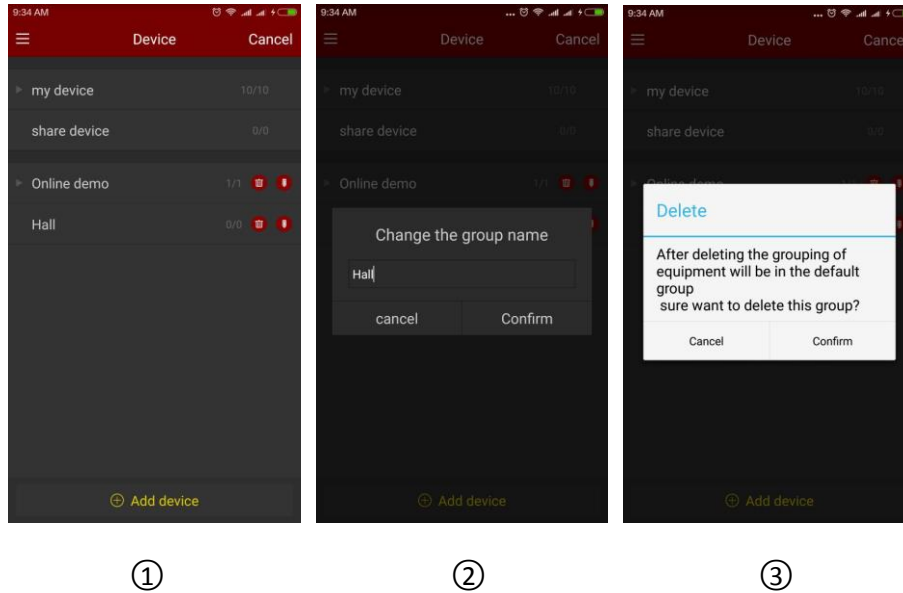 9:34 AM
Device Cancel
my device 10/10
share device 0/0
Online demo 1/1
Hall 0/0
Add device
①
... 
9:34 AM
Device Cancel
my device 10/10
share device 0/0
Online demo 1/1
Change the group name
Hall
cancel Confirm
Add device
②
9:34 AM ...
Device Cance
my device 10/10
share device 0/0
Online demo
Delete
After deleting the grouping of
equipment will be in the default
group
sure want to delete this group?
Cancel Confirm
Add device
③